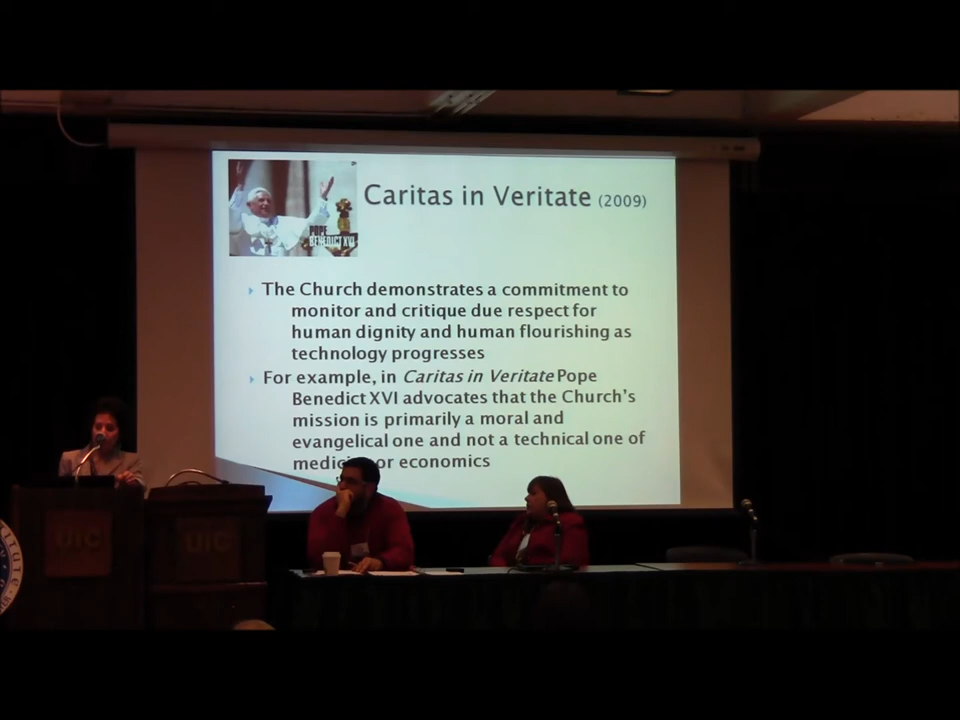 Caritas in Veritate (2009)
POPE
BENEDICT XVI
The Church demonstrates a commitment to
monitor and critique due respect for
human dignity and human flourishing as
technology progresses
For example, in Caritas in Veritate Pope
Benedict XVI advocates that the Church's
mission is primarily a moral and
evangelical one and not a technical one of
or economics
UIC
UIC